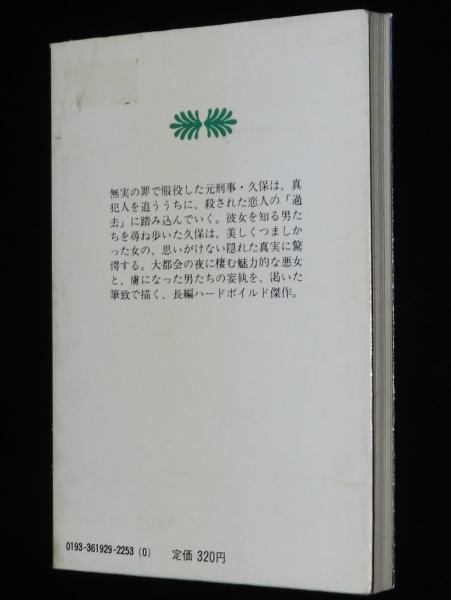 無実の罪で服役した元刑事・久保は、真
犯人を追ううちに、殺された恋人の「過
去」に踏み込んでいく。彼女を知る男た
ちを尋ね歩いた久保は、美しくつましか
った女の、思いがけない隠れた真実に驚
愕する。大都会の夜に棲む魅力的な悪女
と、虜になった男たちの妄執を、渇いた
筆致で描く、長編ハードボイルド傑作。
0193-361929-2253(0) 定価 320円